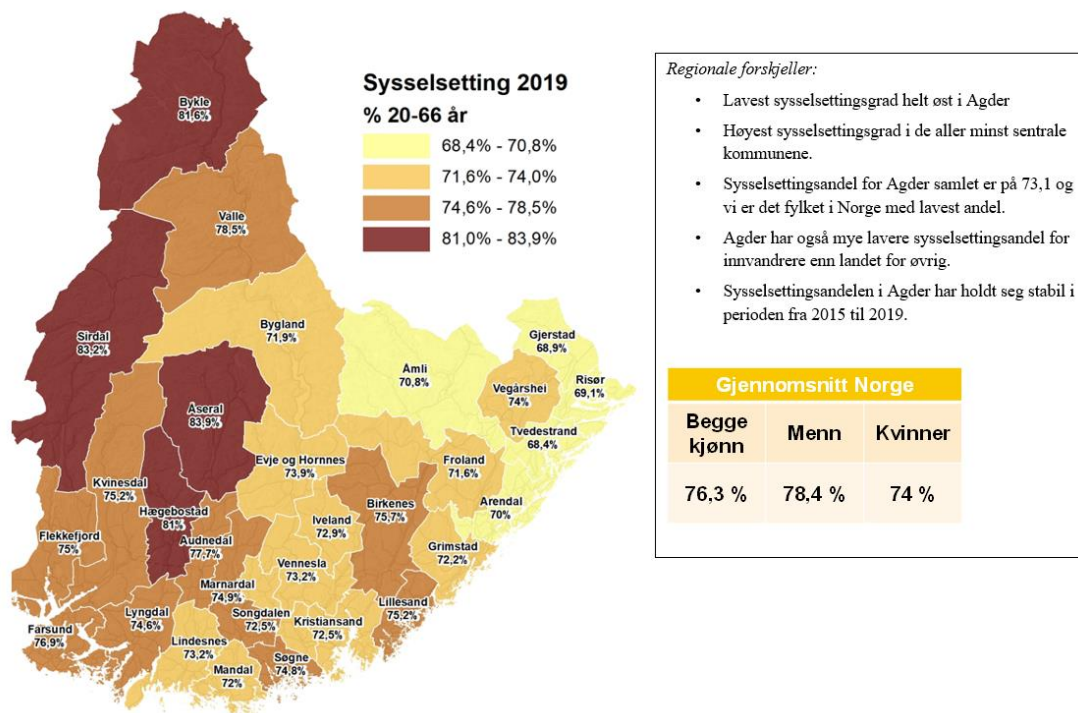 Sysselsetting 2019
% 20-66 år
68,4% - 70,8%
71,6% - 74,0%
74,6% - 78,5%
81,0% - 83,9%
Bykle
81,6%
Valle
78,5%
Sirdal
83,2%
Bygland
71,9%
Åmli
70,8%
Gjerstad
68,9%
Vegårshei
74%
Risør
69,1%
Tvedestrand
68,4%
Åseral
83,9%
Evje og Hornnes
73,9%
Froland
71,6%
Kvinesdal
75,2%
Birkenes
75,7%
Arendal
70%
Hægebostad
81%
Iveland
72,9%
Flekkefjord
75%
Audnedal
77,7%
Grimstad
72,2%
Vennesla
73,2%
Marnardal
74,9%
Lyngdal
74,6%
Songdalen
72,5%
Kristiansand
72,5%
Lillesand
75,2%
Farsund
76,9%
Lindesnes
73,2%
Søgne
74,8%
Mandal
72%
Regionale forskjeller:
• Lavest sysselsettingsgrad helt øst i Agder
• Høyest sysselsettingsgrad i de aller minst sentrale
kommunene.
• Sysselsettingsandel for Agder samlet er på 73,1 og
vi er det fylket i Norge med lavest andel.
• Agder har også mye lavere sysselsettingsandel for
innvandrere enn landet for øvrig.
• Sysselsettingsandelen i Agder har holdt seg stabil i
perioden fra 2015 til 2019.
Gjennomsnitt Norge
Begge
kjønn
Menn
Kvinner
76,3 %
78,4 %
74 %